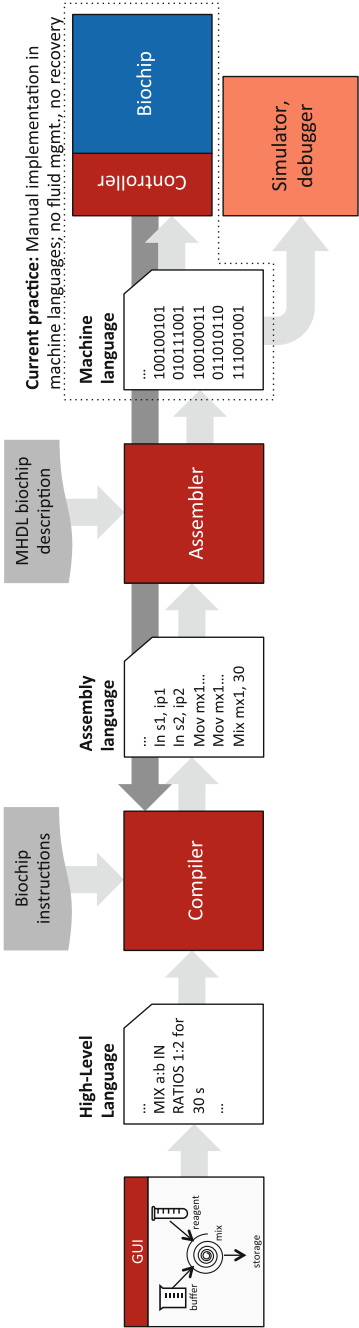 GUI
buffer
reagent
mix
storage
High-Level
Language
...
MIX a:b IN
RATIOS 1:2 for
30 s
...
Biochip
instructions
Compiler
Assembly
language
...
In s1, ip1
In s2, ip2
Mov mx1...
Mov mx1...
Mix mx1, 30
MHDL biochip
description
Assembler
Current practice: Manual implementation in
machine languages; no fluid mgmt., no recovery
Machine
language
...
100100101
010111001
100100011
011010110
111001001
Controller
Biochip
Simulator,
debugger